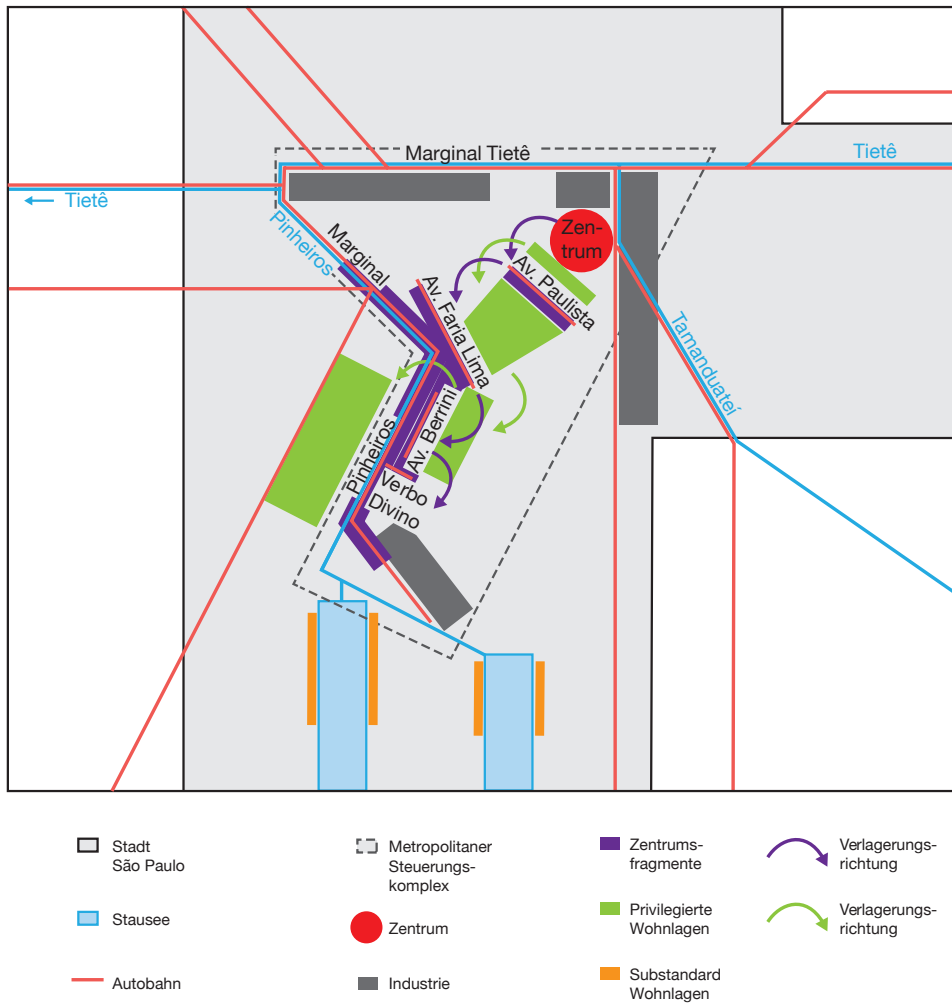 Marginal Tietê
Tietê
← Tietê
Pinheiros
Marginal
Zen-
trum
Av. Paulista
Av. Faria Lima
Tamanduateí
Av. Berrini
Pinheiros
Verbo
Divino
Stadt
São Paulo
Stausee
Autobahn
Metropolitaner
Steuerungs-
komplex
Zentrum
Industrie
Zentrums-
fragmente
Privilegierte
Wohnlagen
Substandard
Wohnlagen
Verlagerungs-
richtung
Verlagerungs-
richtung